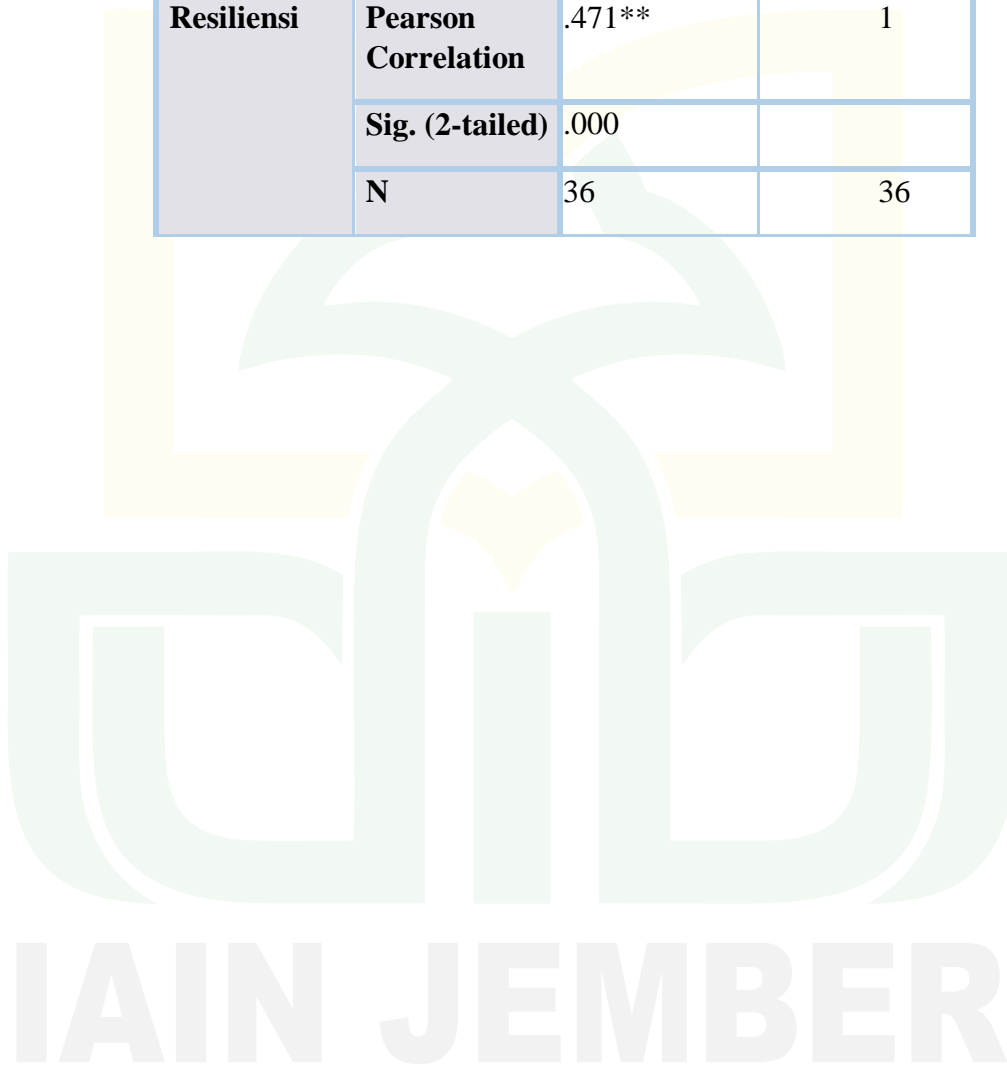 Resiliensi Pearson .471** 1
Correlation
Sig. (2-tailed) .000
N 36 36
IAIN JEMBER